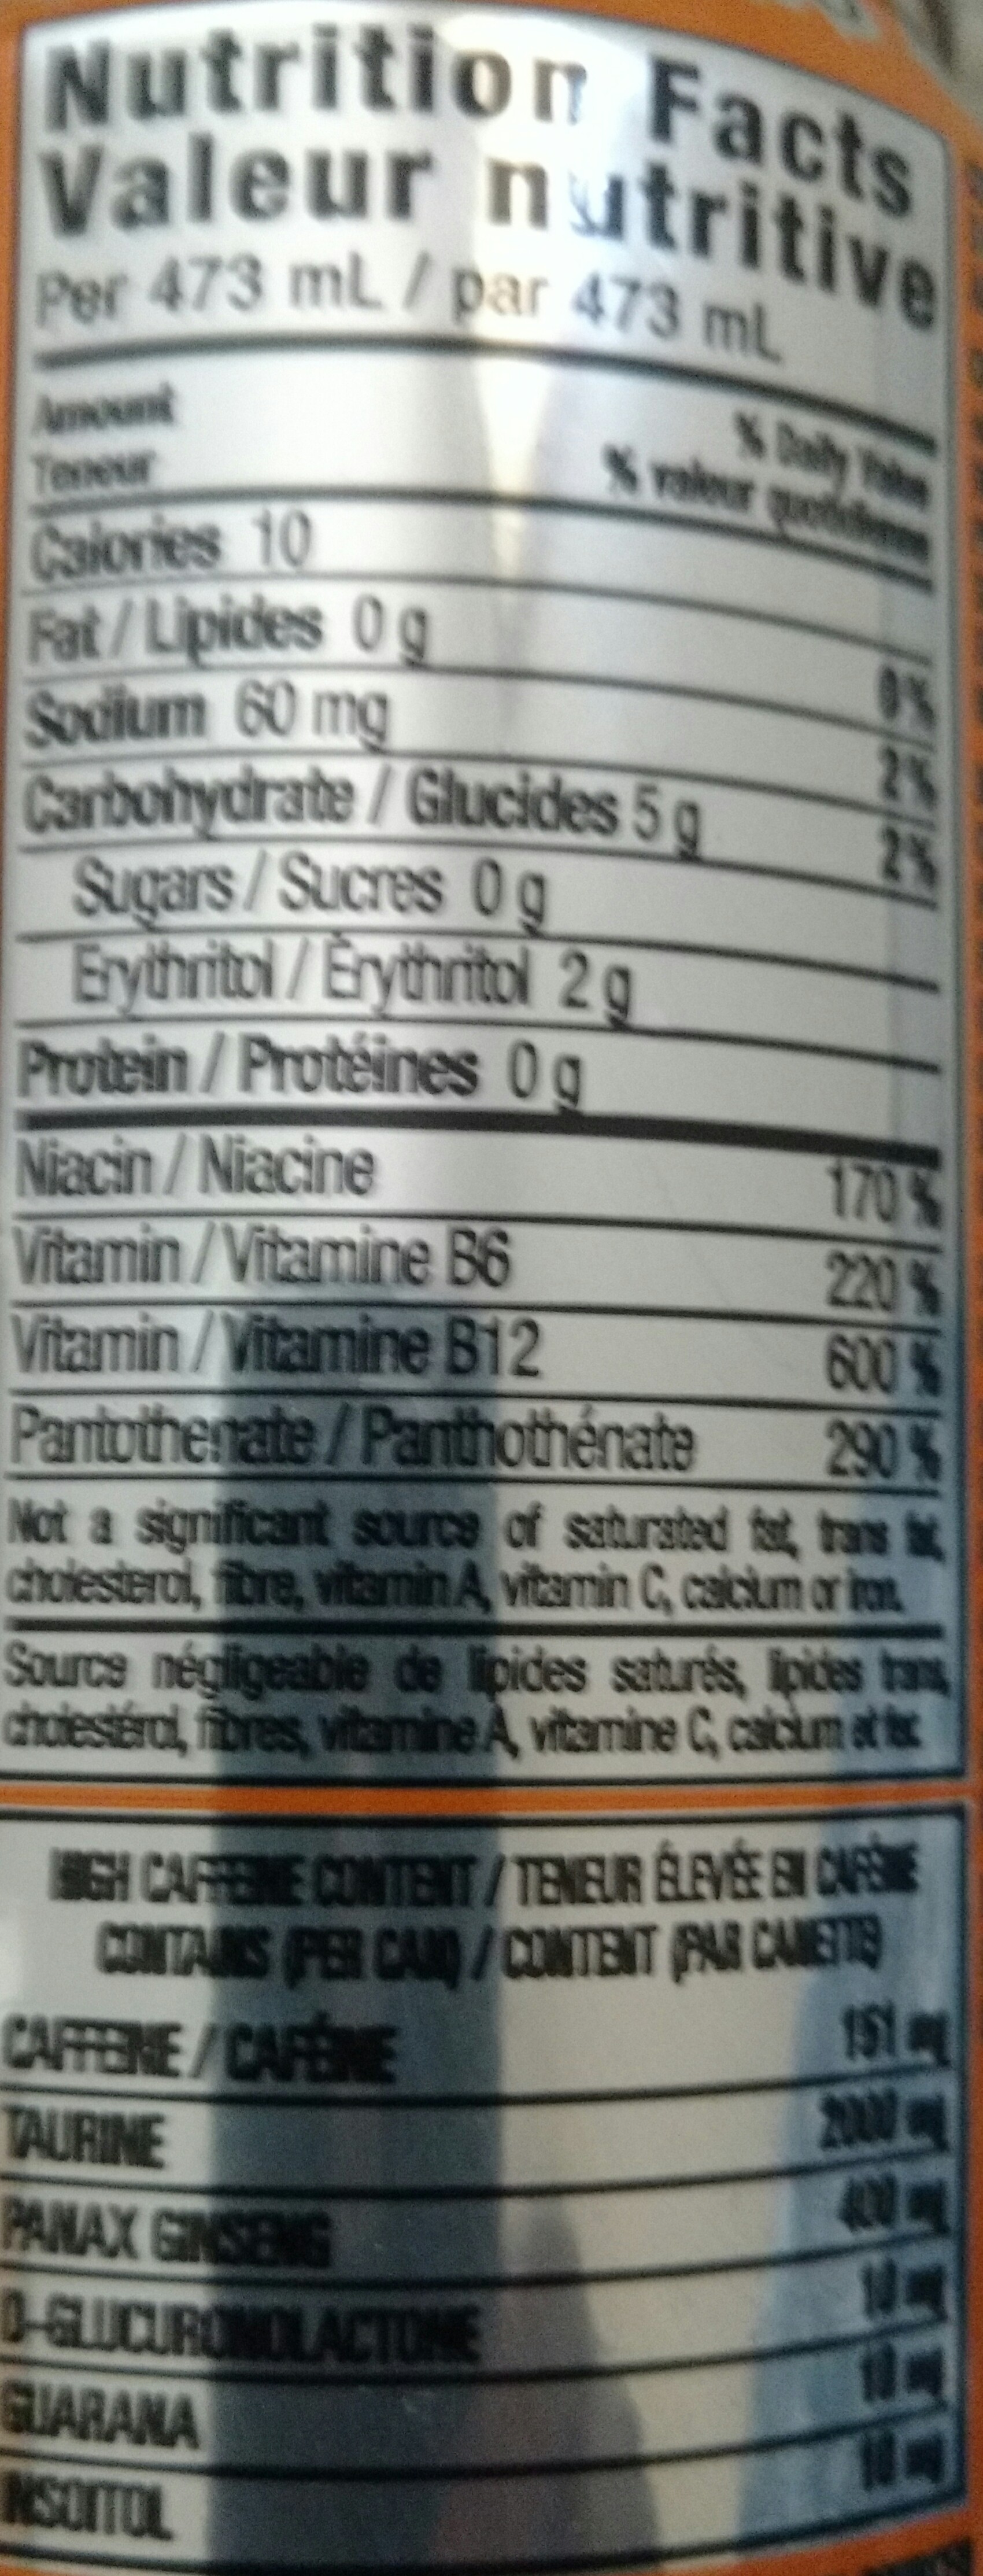 Nutrition Facts
Valeur nutritive
Per 473 mL / par 473 mL
Amount
Teneur
% Daily Value
% valeur quotidienne
Calories 10
Fat / Lipides 0 g 0 %
Sodium 60 mg 2 %
Carbohydrate / Glucides 5 g 2 %
Sugars / Sucres 0 g
Erythritol / Érythritol 2 g
Protein / Protéines 0 g
Niacin / Niacine 170 %
Vitamin / Vitamine B6 220 %
Vitamin / Vitamine B12 600 %
Pantothenate / Panthothénate 290 %
Not a significant source of saturated fat, trans fat,
cholesterol, fibre, vitamin A, vitamin C, calcium or iron.
Source négligeable de lipides saturés, lipides trans,
cholestérol, fibres, vitamine A, vitamine C, calcium et fer.
HIGH CAFFEINE CONTENT / TENEUR ÉLEVÉE EN CAFÉINE
CONTAINS (PER CAN) / CONTENT (PAR CANETTE)
CAFFEINE / CAFÉINE 151 mg
TAURINE 2000 mg
PANAX GINSENG 400 mg
D-GLUCURONOLACTONE 10 mg
GUARANA 10 mg
INSOITOL 10 mg